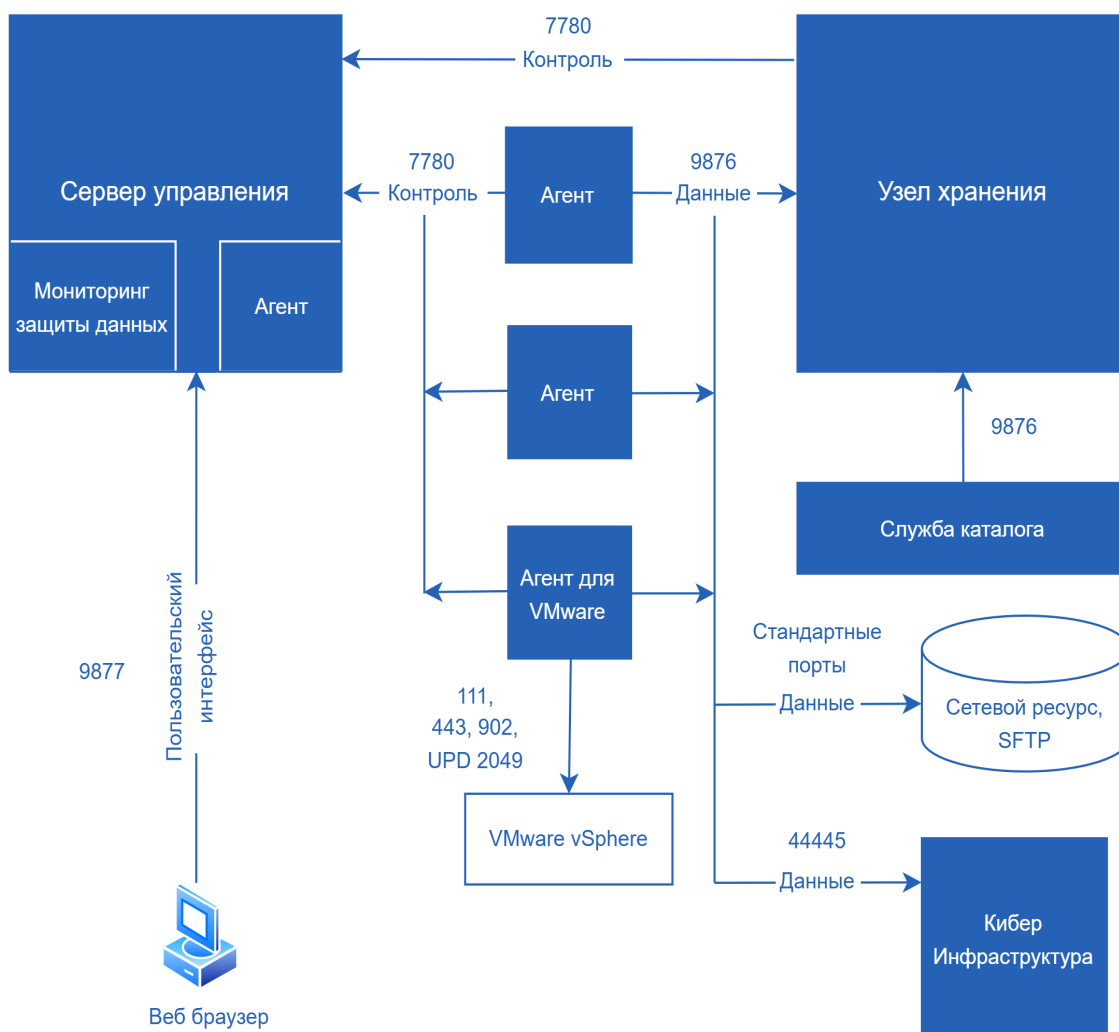 7780
Контроль
Сервер управления
Мониторинг
защиты данных
Агент
7780
Контроль
Агент
9876
Данные
Узел хранения
Агент
9876
Служба каталога
Агент для
VMware
Стандартные
порты
Данные
Сетевой ресурс,
SFTP
9877
Пользовательский
интерфейс
111,
443, 902,
UPD 2049
VMware vSphere
44445
Данные
Кибер
Инфраструктура
Веб браузер